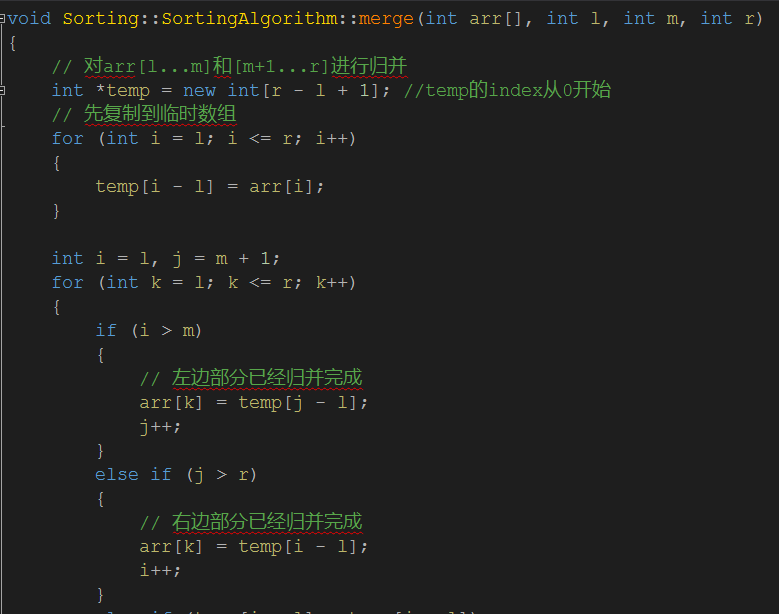 void Sorting::SortingAlgorithm::merge(int arr[], int l, int m, int r)
{
// 对arr[l...m]和[m+1...r]进行归并
int *temp = new int[r - l + 1]; //temp的index从0开始
// 先复制到临时数组
for (int i = l; i <= r; i++)
{
temp[i - l] = arr[i];
}
int i = l, j = m + 1;
for (int k = l; k <= r; k++)
{
if (i > m)
{
// 左边部分已经归并完成
arr[k] = temp[j - l];
j++;
}
else if (j > r)
{
// 右边部分已经归并完成
arr[k] = temp[i - l];
i++;
}